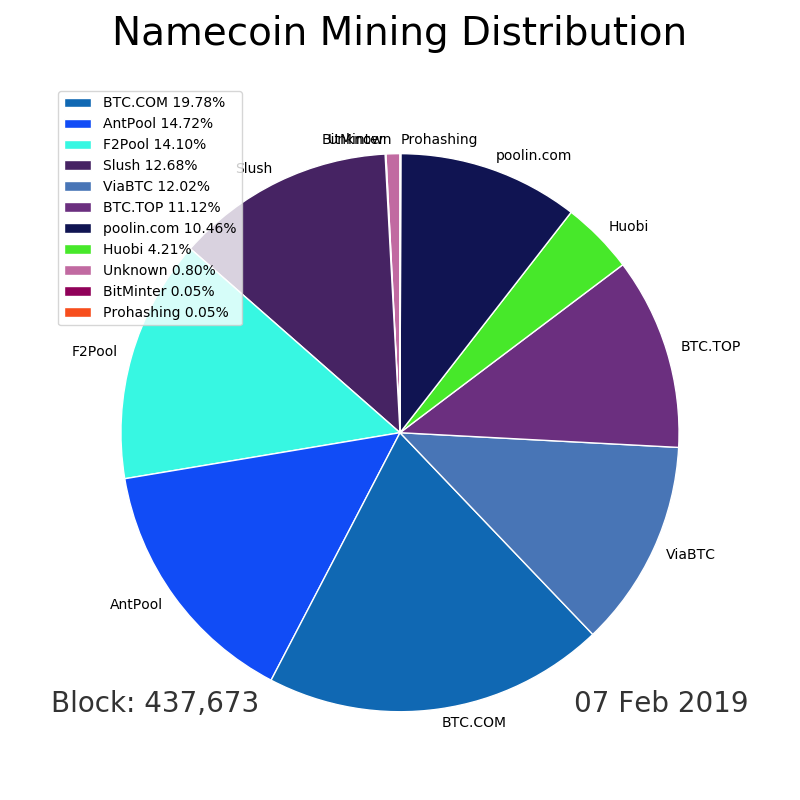 Namecoin Mining Distribution
BTC.COM 19.78%
AntPool 14.72%
F2Pool 14.10%
Slush 12.68%
ViaBTC 12.02%
BTC.TOP 11.12%
poolin.com 10.46%
Huobi 4.21%
Unknown 0.80%
BitMinter 0.05%
Prohashing 0.05%
BitMinter
Unknown
Prohashing
poolin.com
Slush
Huobi
BTC.TOP
F2Pool
ViaBTC
AntPool
Block: 437,673
07 Feb 2019
BTC.COM